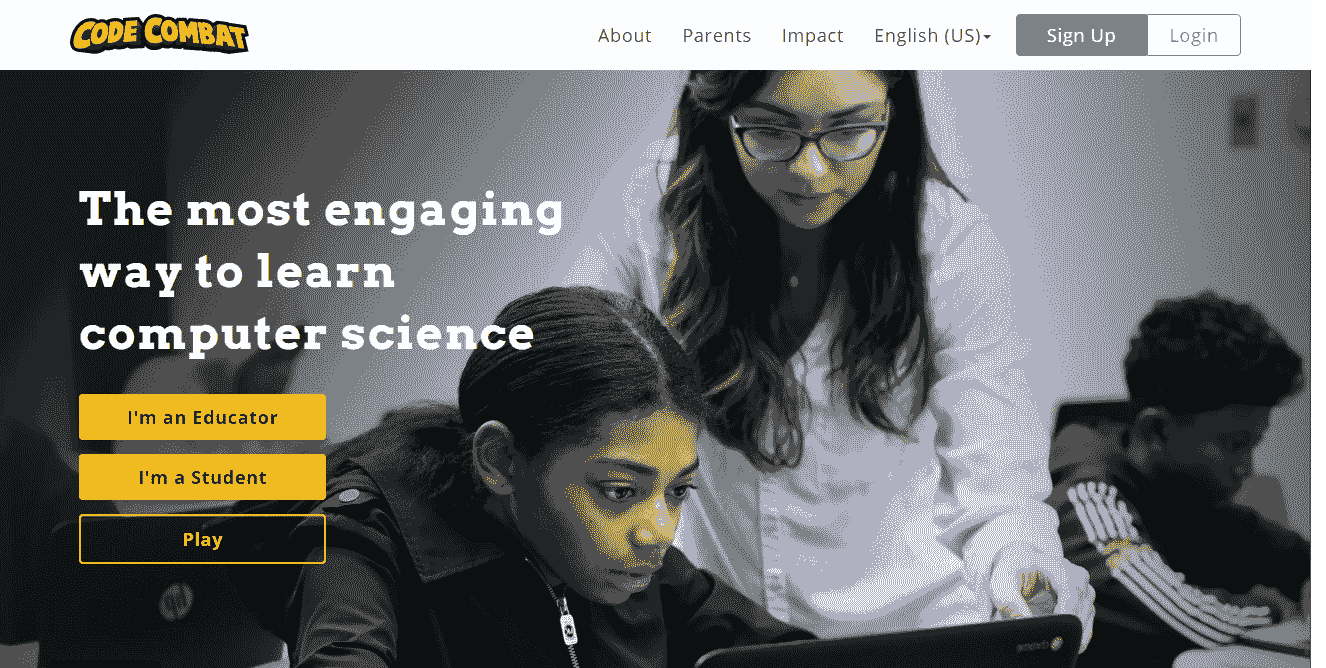 CODE COMBAT
About
Parents
Impact
English (US)
Sign Up
Login
The most engaging
way to learn
computer science
I'm an Educator
I'm a Student
Play